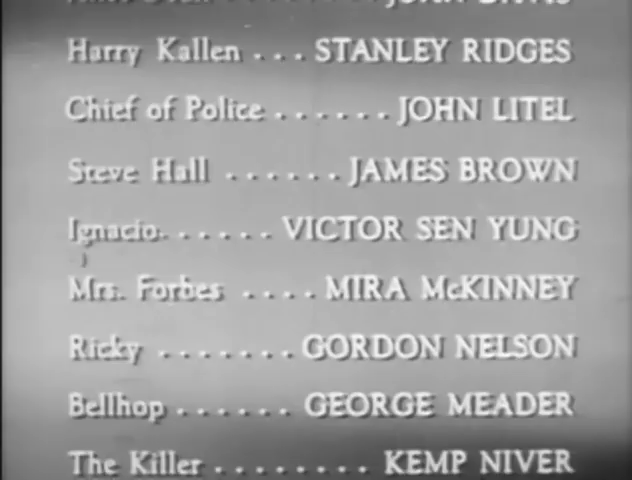 Harry Kallen . . . STANLEY RIDGES
Chief of Police . . . . . . JOHN LITEL
Steve Hall . . . . . . JAMES BROWN
Ignacio. . . . . . VICTOR SEN YUNG
Mrs. Forbes . . . . MIRA McKINNEY
Ricky . . . . . . . GORDON NELSON
Bellhop . . . . . . GEORGE MEADER
The Killer . . . . . . . . KEMP NIVER